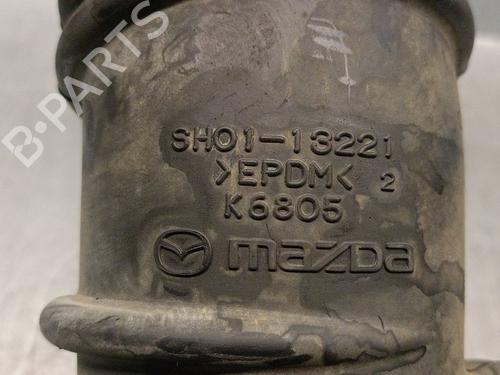 B-PARTS
SH01-13221
>EPDM< 2
K6805
mazda